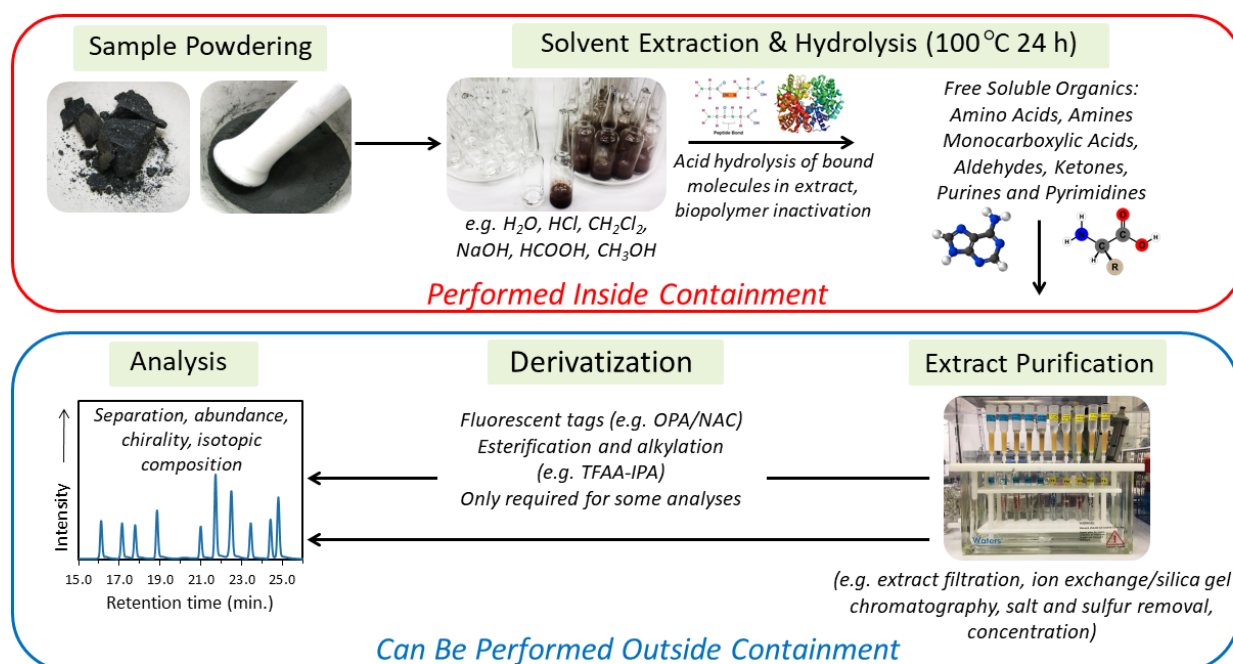 Sample Powdering
Solvent Extraction & Hydrolysis (100°C 24 h)
e.g. H₂O, HCl, CH₂Cl₂,
NaOH, HCOOH, CH₃OH
Peptide Bond
Acid hydrolysis of bound
molecules in extract,
biopolymer inactivation
Free Soluble Organics:
Amino Acids, Amines
Monocarboxylic Acids,
Aldehydes, Ketones,
Purines and Pyrimidines
H
H
N
H
C
R
C
O
O
H
Performed Inside Containment
Analysis
Separation, abundance,
chirality, isotopic
composition
Intensity
15.0 17.0 19.0 21.0 23.0 25.0
Retention time (min.)
Derivatization
Fluorescent tags (e.g. OPA/NAC)
Esterification and alkylation
(e.g. TFAA-IPA)
Only required for some analyses
Extract Purification
Waters
(e.g. extract filtration, ion exchange/silica gel
chromatography, salt and sulfur removal,
concentration)
Can Be Performed Outside Containment